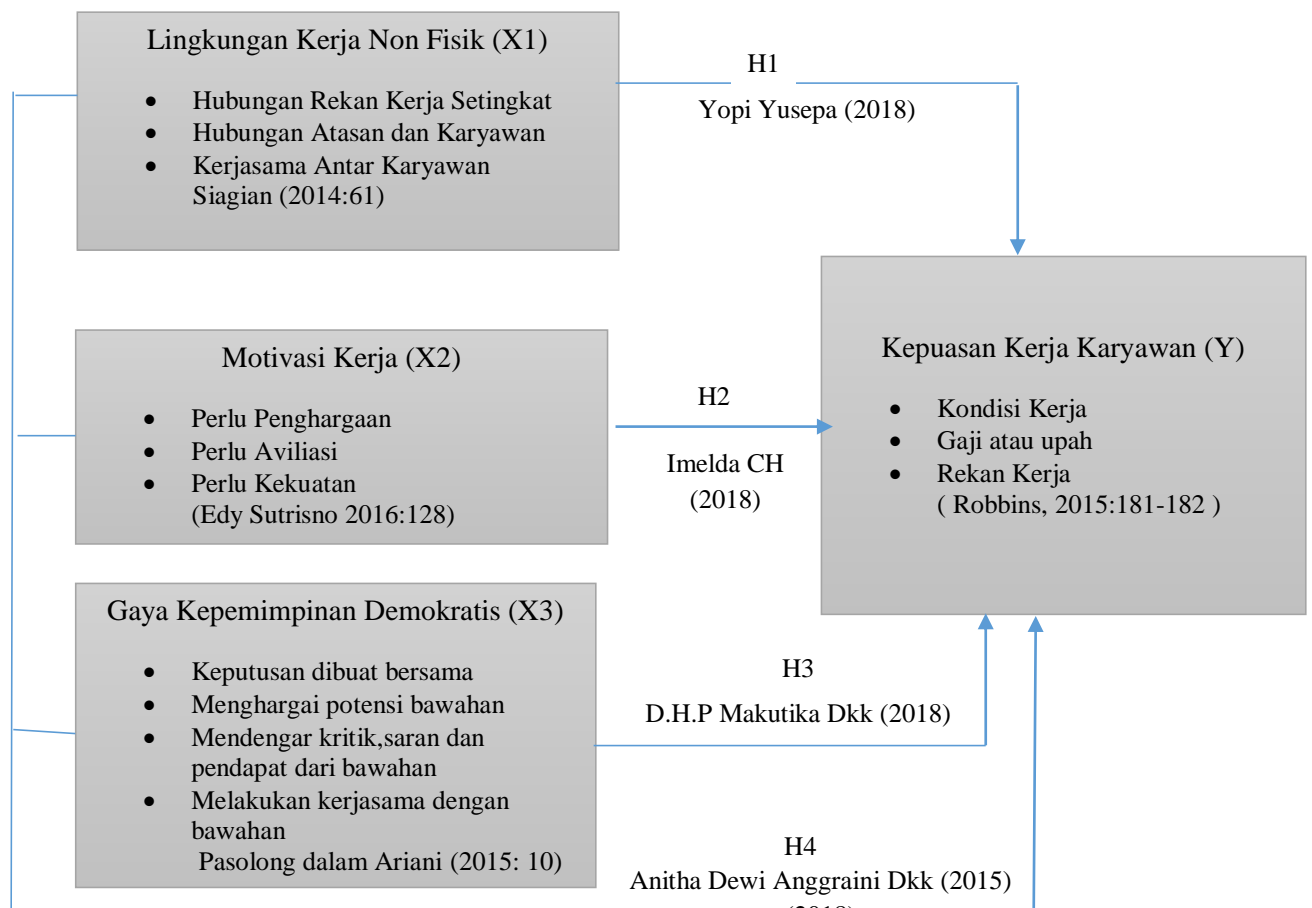 Lingkungan Kerja Non Fisik (X1)
• Hubungan Rekan Kerja Setingkat
• Hubungan Atasan dan Karyawan
• Kerjasama Antar Karyawan
Siagian (2014:61)
H1
Yopi Yusepa (2018)
Motivasi Kerja (X2)
• Perlu Penghargaan
• Perlu Aviliasi
• Perlu Kekuatan
(Edy Sutrisno 2016:128)
H2
Imelda CH
(2018)
Kepuasan Kerja Karyawan (Y)
• Kondisi Kerja
• Gaji atau upah
• Rekan Kerja
( Robbins, 2015:181-182 )
Gaya Kepemimpinan Demokratis (X3)
• Keputusan dibuat bersama
• Menghargai potensi bawahan
• Mendengar kritik,saran dan
pendapat dari bawahan
• Melakukan kerjasama dengan
bawahan
Pasolong dalam Ariani (2015: 10)
H3
D.H.P Makutika Dkk (2018)
H4
Anitha Dewi Anggraini Dkk (2015)